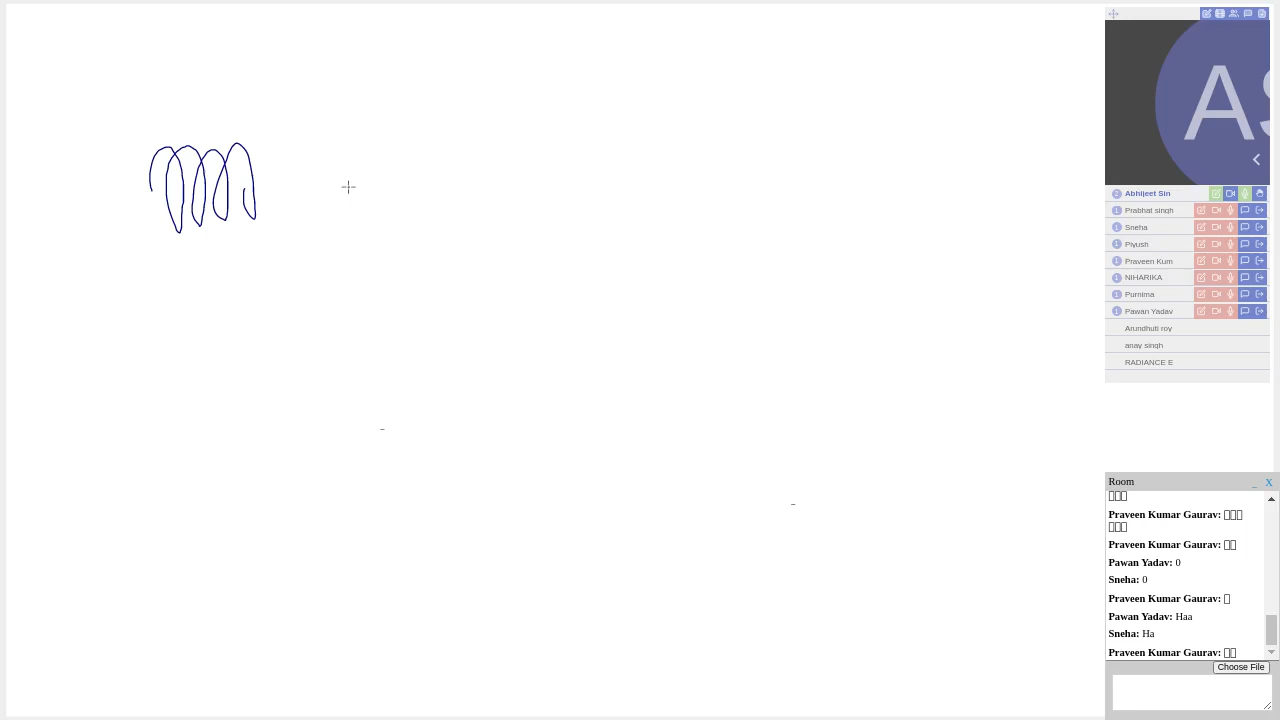 AS
Abhijeet Sin
Prabhat singh
Sneha
Piyush
Praveen Kum
NIHARIKA
Purnima
Pawan Yadav
Arundhuti roy
anay singh
RADIANCE E
Room
_ X
Praveen Kumar Gaurav:
Praveen Kumar Gaurav:
Pawan Yadav: 0
Sneha: 0
Praveen Kumar Gaurav:
Pawan Yadav: Haa
Sneha: Ha
Praveen Kumar Gaurav:
Choose File